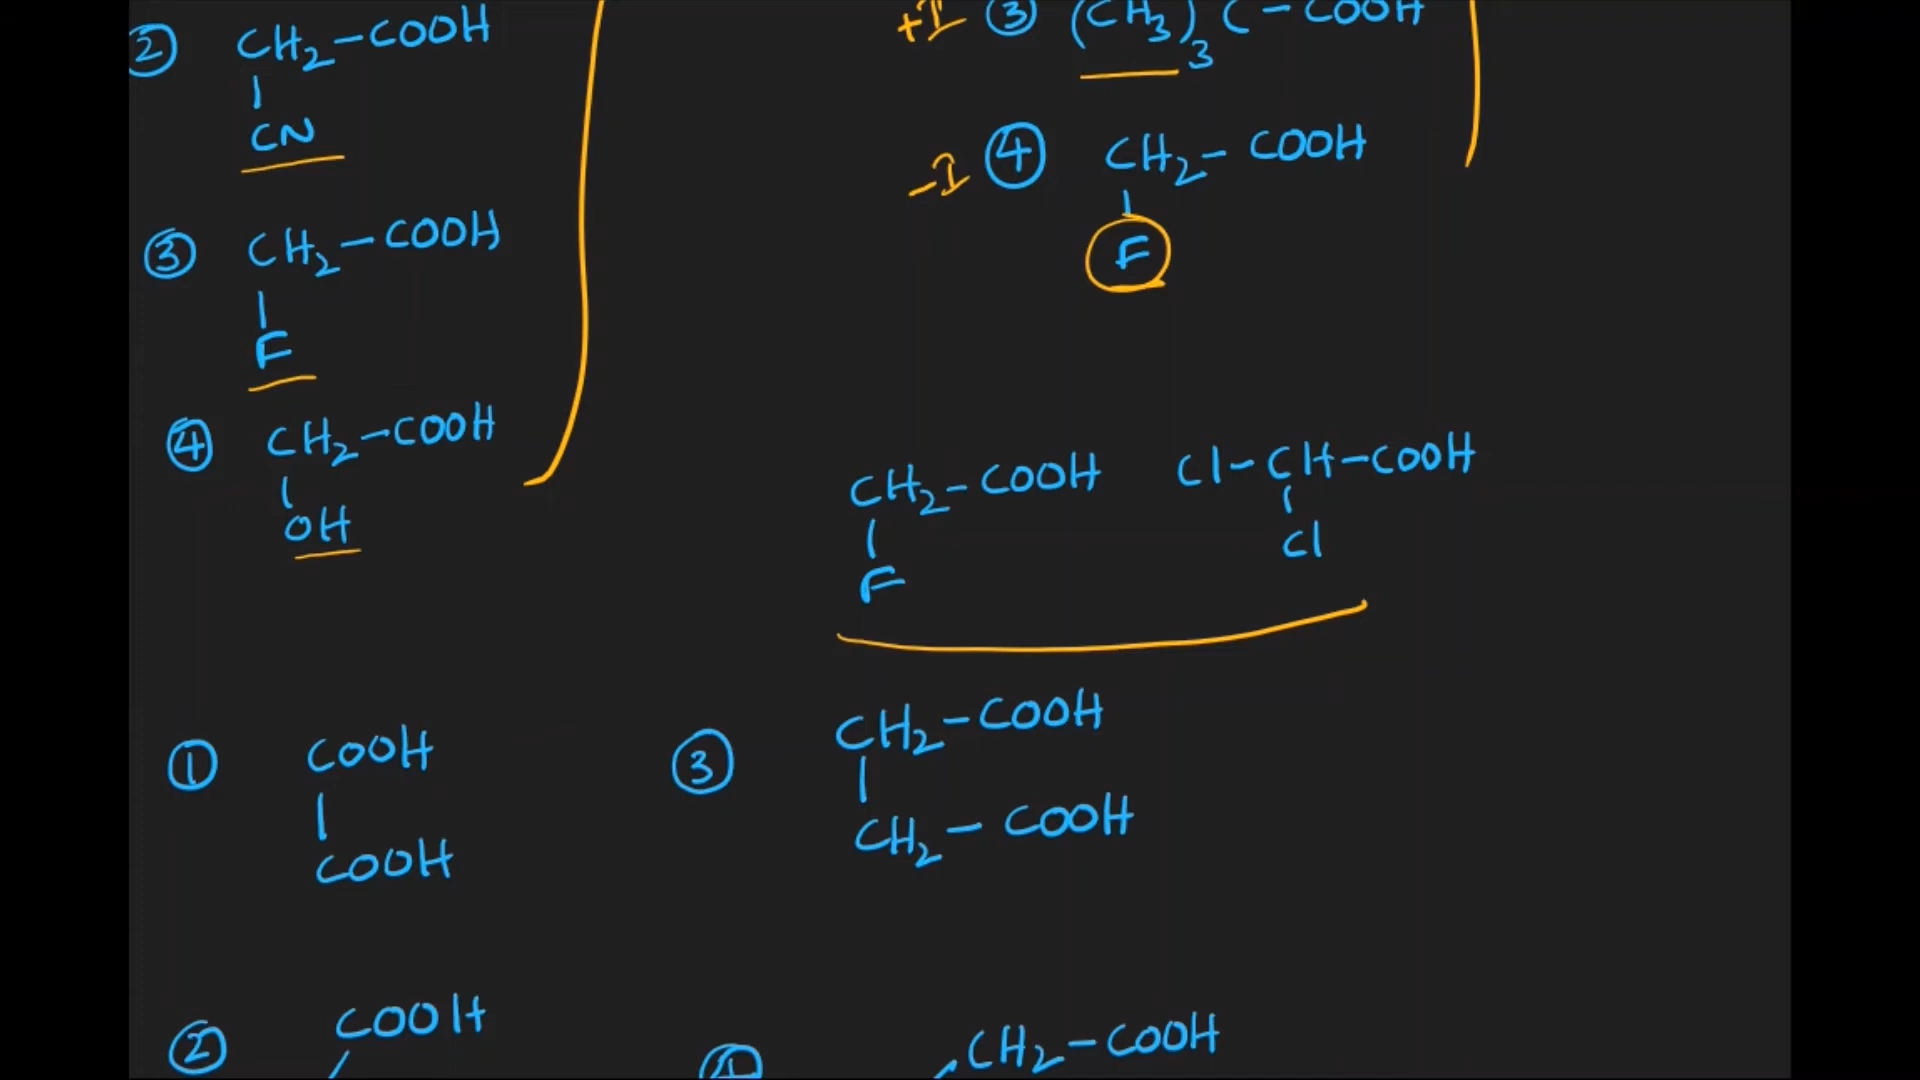 ② CH₂-COOH
CN
③ CH₂-COOH
F
④ CH₂-COOH
OH
+I ③ (CH₃)₃ C-COOH
-I ④ CH₂-COOH
F
CH₂-COOH Cl-CH-COOH
F Cl
① COOH
COOH
③ CH₂-COOH
CH₂-COOH
② COOH
CH₂-COOH